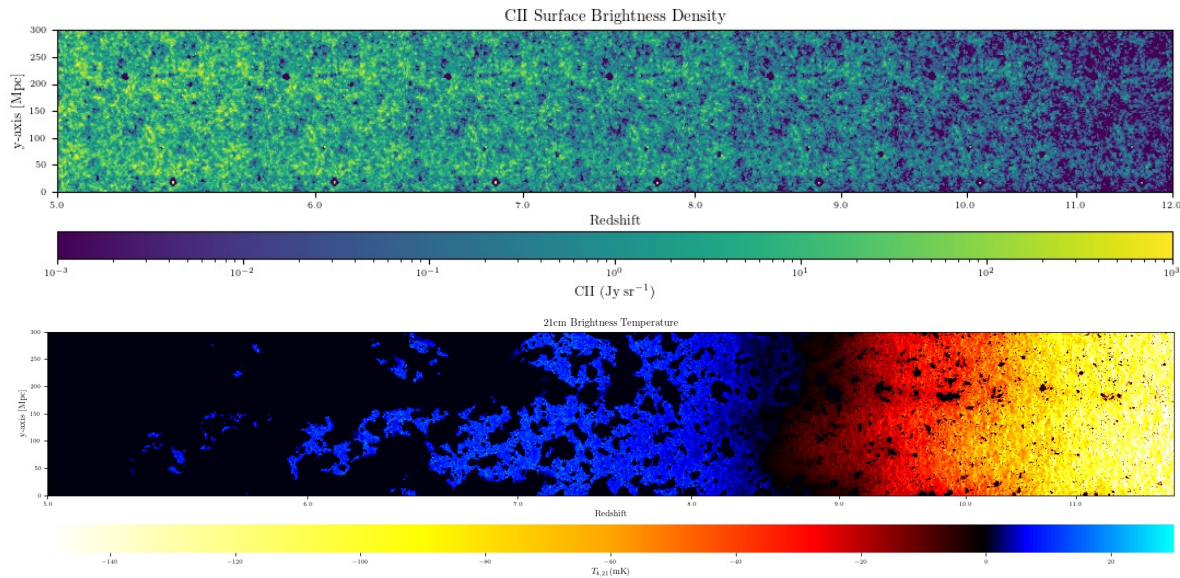 CII Surface Brightness Density
300
250
200
150
100
50
0
y-axis [Mpc]
5.0 6.0 7.0 8.0 9.0 10.0 11.0 12.0
Redshift
10⁻³ 10⁻² 10⁻¹ 10⁰ 10¹ 10² 10³
CII (Jy sr⁻¹)
21cm Brightness Temperature
300
250
200
150
100
50
0
y-axis [Mpc]
5.0 6.0 7.0 8.0 9.0 10.0 11.0
Redshift
−140 −120 −100 −80 −60 −40 −20 0 20
T_{b,21}(mK)